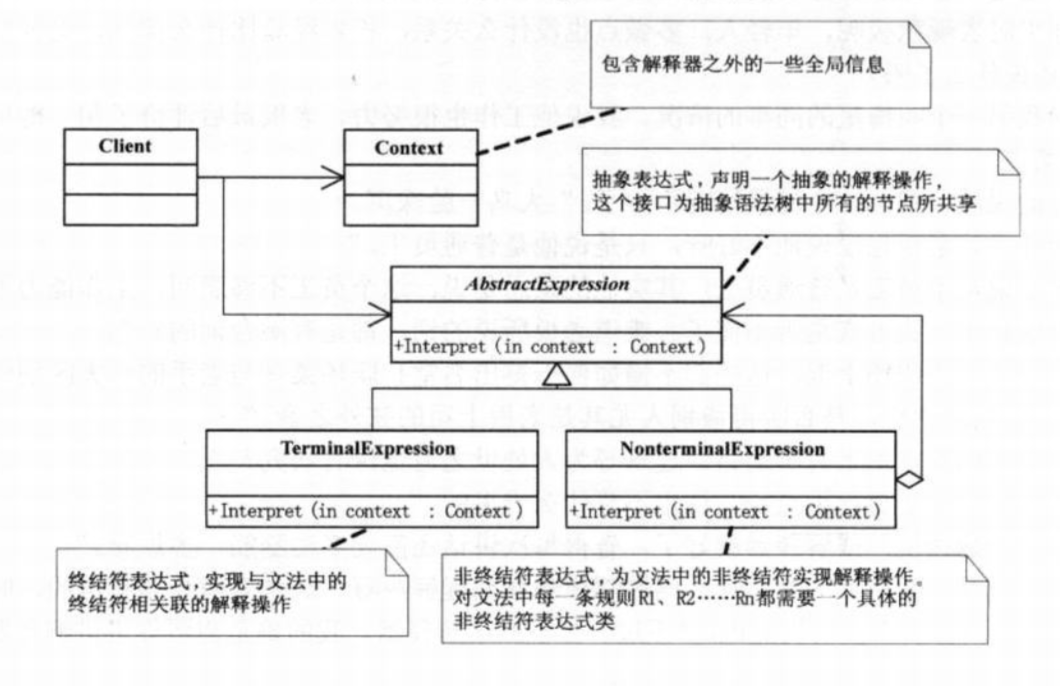 包含解释器之外的一些全局信息
Client
Context
抽象表达式，声明一个抽象的解释操作，
这个接口为抽象语法树中所有的节点所共享
AbstractExpression
+Interpret(in context : Context)
TerminalExpression
NonterminalExpression
+Interpret(in context : Context)
+Interpret(in context : Context)
终结符表达式，实现与文法中的
终结符相关联的解释操作
非终结符表达式，为文法中的非终结符实现解释操作。
对文法中每一条规则R1、R2……Rn都需要一个具体的
非终结符表达式类